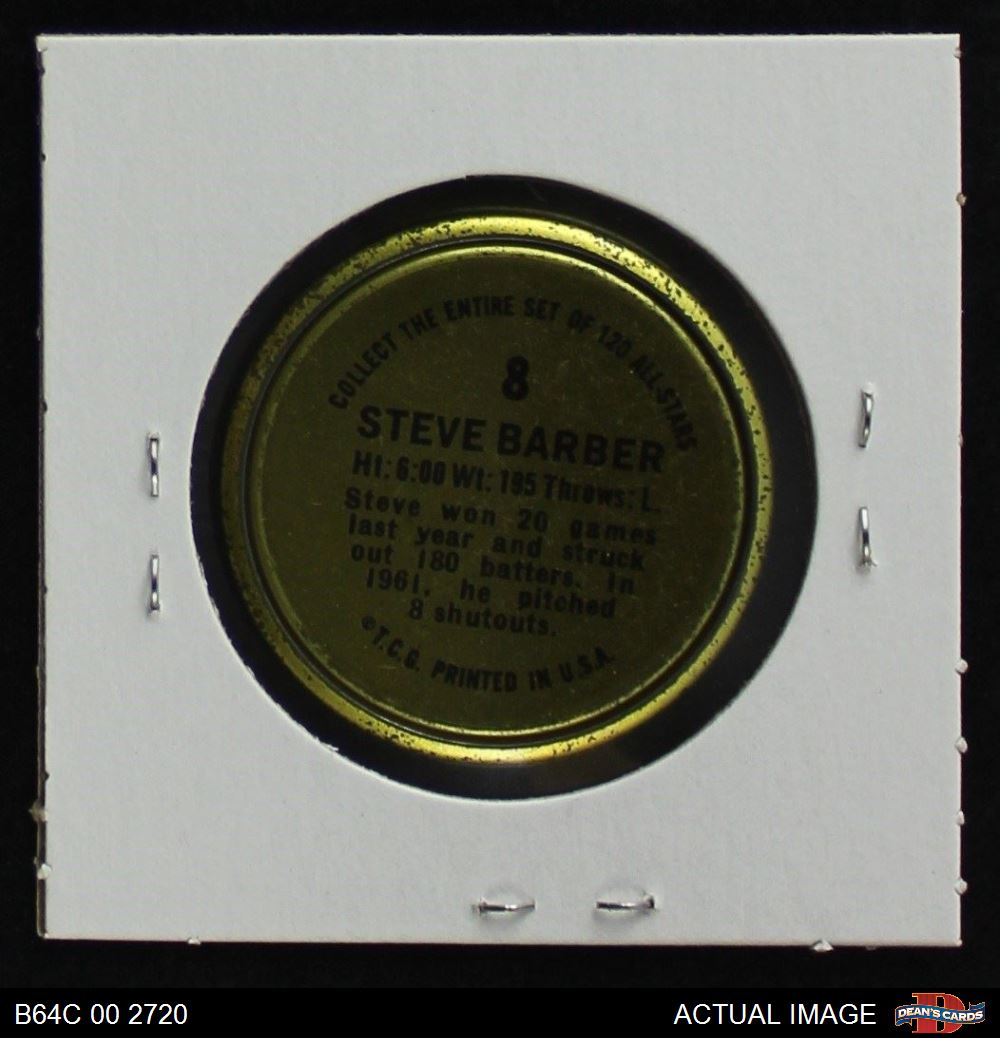 COLLECT THE ENTIRE SET OF 120 ALL-STARS
8
STEVE BARBER
Ht: 6:00 Wt: 195 Throws: L.
Steve won 20 games
last year and struck
out 180 batters. In
1961, he pitched
8 shutouts.
©T.C.G. PRINTED IN U.S.A.
B64C 00 2720
ACTUAL IMAGE
D
DEAN'S CARDS